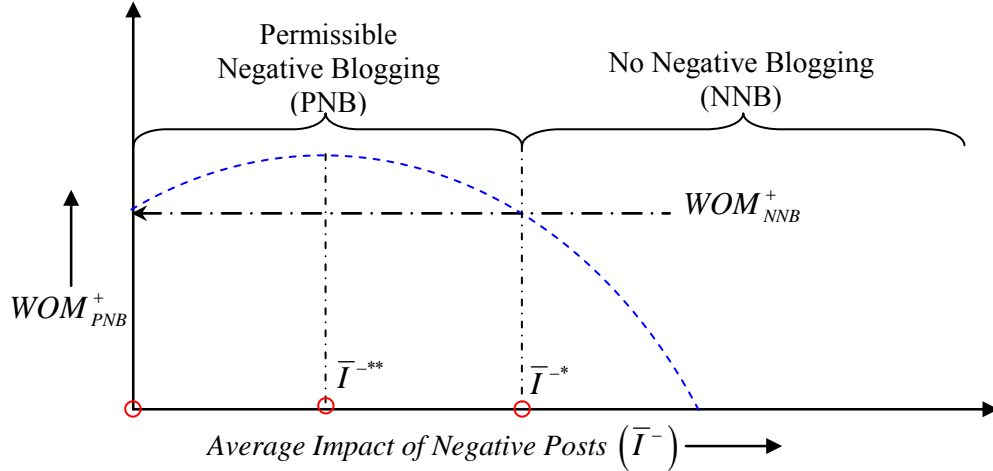 Permissible
Negative Blogging
(PNB)
No Negative Blogging
(NNB)
WOM⁺NNB
WOM⁺PNB
I̅⁻**
I̅⁻*
Average Impact of Negative Posts (I̅⁻)